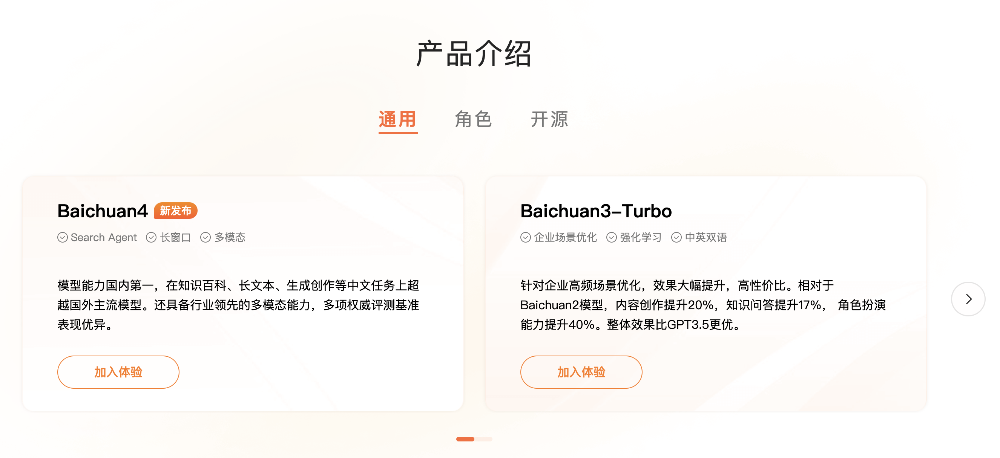 产品介绍
通用 角色 开源
Baichuan4 新发布
Search Agent 长窗口 多模态
模型能力国内第一，在知识百科、长文本、生成创作等中文任务上超
越国外主流模型。还具备行业领先的多模态能力，多项权威评测基准
表现优异。
加入体验
Baichuan3-Turbo
企业场景优化 强化学习 中英双语
针对企业高频场景优化，效果大幅提升，高性价比。相对于
Baichuan2模型，内容创作提升20%，知识问答提升17%， 角色扮演
能力提升40%。整体效果比GPT3.5更优。
加入体验